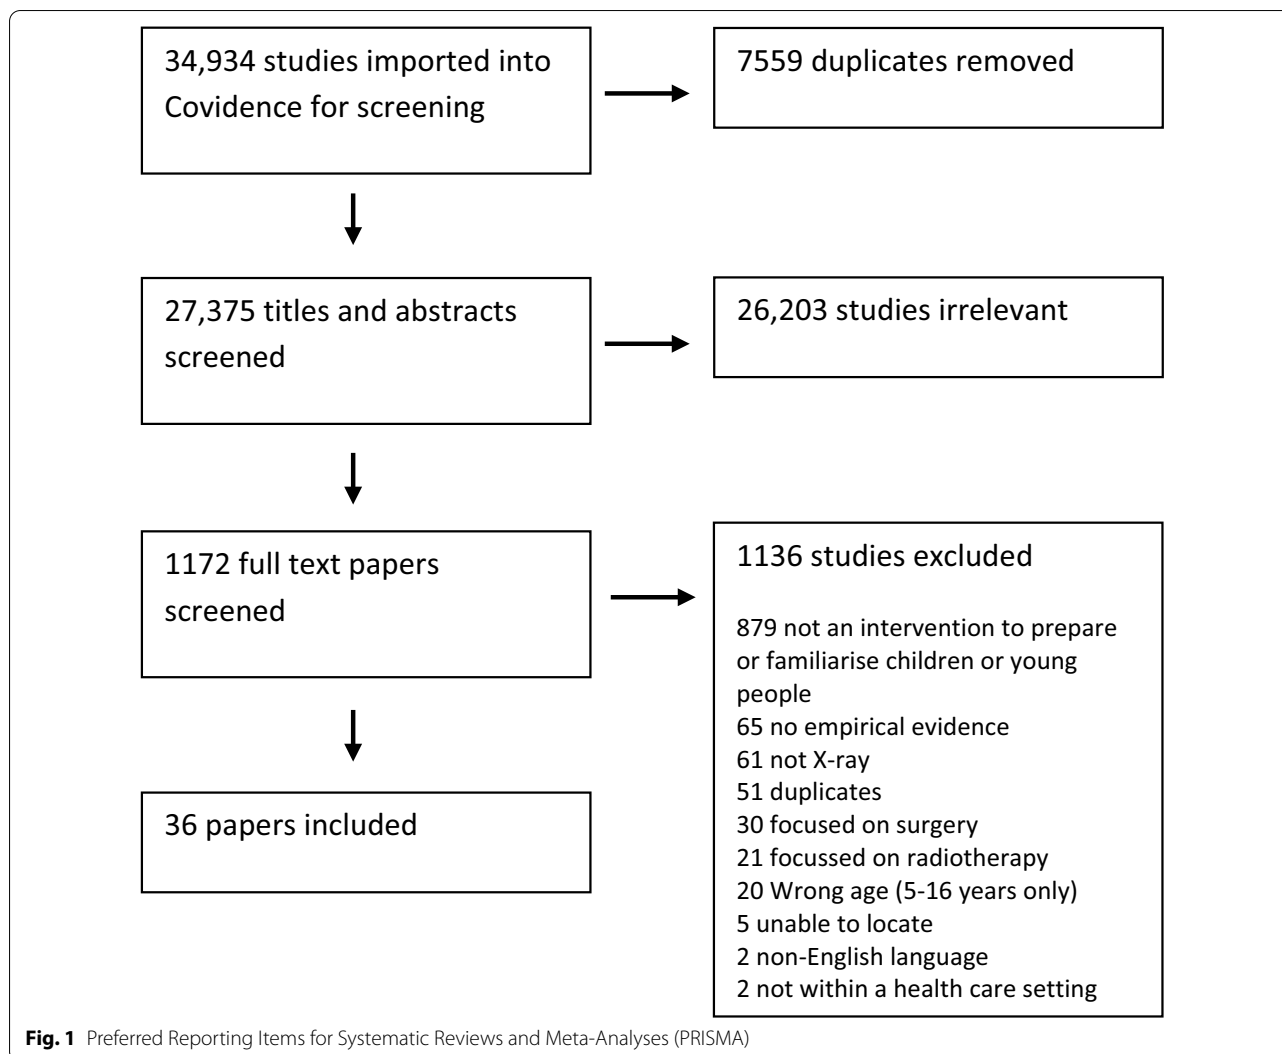 34,934 studies imported into
Covidence for screening
7559 duplicates removed
27,375 titles and abstracts
screened
26,203 studies irrelevant
1172 full text papers
screened
1136 studies excluded
879 not an intervention to prepare
or familiarise children or young
people
65 no empirical evidence
61 not X-ray
51 duplicates
30 focused on surgery
21 focussed on radiotherapy
20 Wrong age (5-16 years only)
5 unable to locate
2 non-English language
2 not within a health care setting
36 papers included
Fig. 1 Preferred Reporting Items for Systematic Reviews and Meta-Analyses (PRISMA)